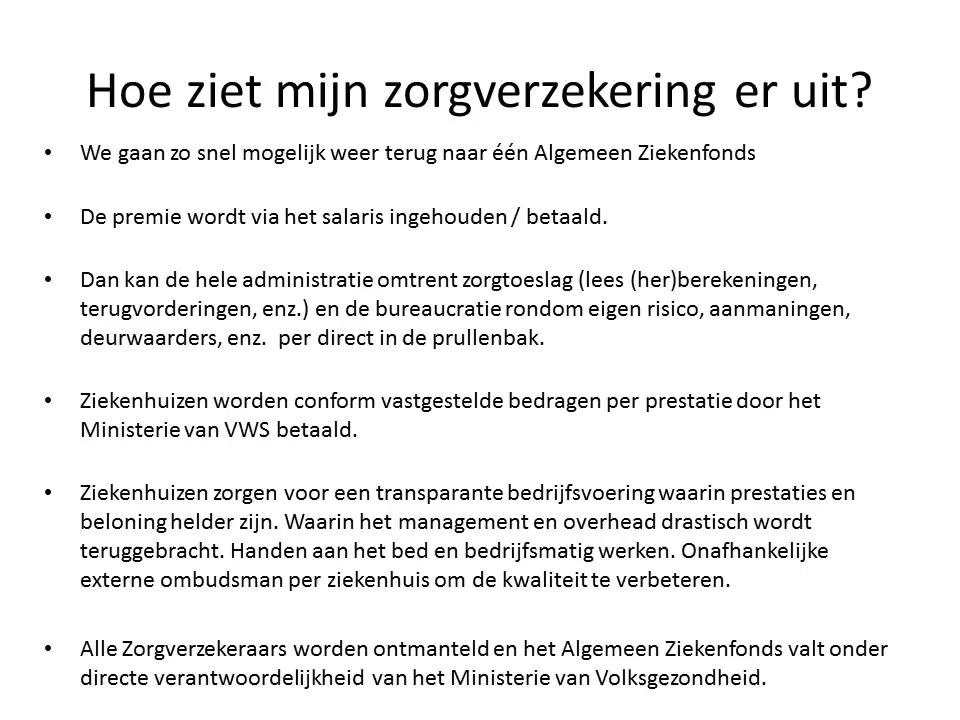 Hoe ziet mijn zorgverzekering er uit?
• We gaan zo snel mogelijk weer terug naar één Algemeen Ziekenfonds
• De premie wordt via het salaris ingehouden / betaald.
• Dan kan de hele administratie omtrent zorgtoeslag (lees (her)berekeningen,
terugvorderingen, enz.) en de bureaucratie rondom eigen risico, aanmaningen,
deurwaarders, enz.  per direct in de prullenbak.
• Ziekenhuizen worden conform vastgestelde bedragen per prestatie door het
Ministerie van VWS betaald.
• Ziekenhuizen zorgen voor een transparante bedrijfsvoering waarin prestaties en
beloning helder zijn. Waarin het management en overhead drastisch wordt
teruggebracht. Handen aan het bed en bedrijfsmatig werken. Onafhankelijke
externe ombudsman per ziekenhuis om de kwaliteit te verbeteren.
• Alle Zorgverzekeraars worden ontmanteld en het Algemeen Ziekenfonds valt onder
directe verantwoordelijkheid van het Ministerie van Volksgezondheid.